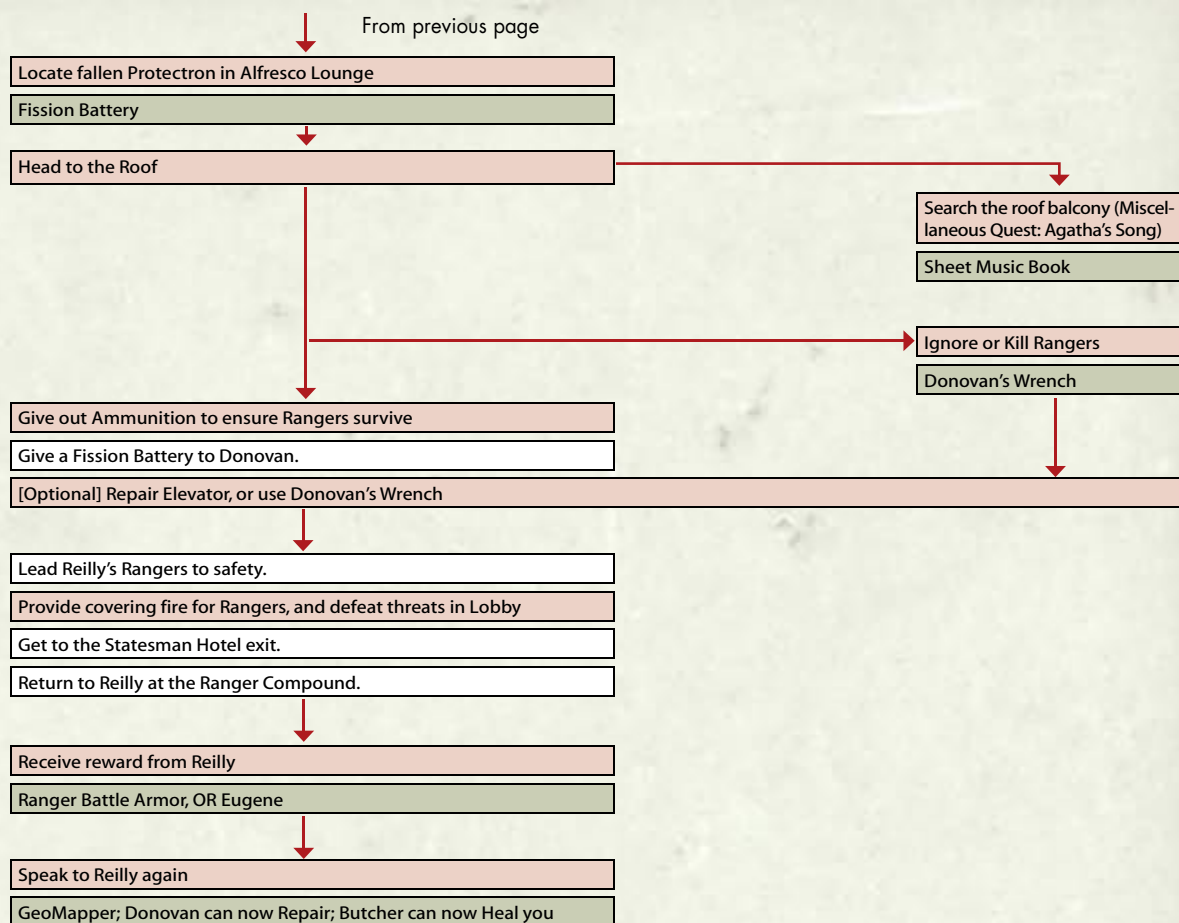 From previous page
Locate fallen Protectron in Alfresco Lounge
Fission Battery
Head to the Roof
Search the roof balcony (Miscel-
laneous Quest: Agatha's Song)
Sheet Music Book
Ignore or Kill Rangers
Donovan's Wrench
Give out Ammunition to ensure Rangers survive
Give a Fission Battery to Donovan.
[Optional] Repair Elevator, or use Donovan's Wrench
Lead Reilly's Rangers to safety.
Provide covering fire for Rangers, and defeat threats in Lobby
Get to the Statesman Hotel exit.
Return to Reilly at the Ranger Compound.
Receive reward from Reilly
Ranger Battle Armor, OR Eugene
Speak to Reilly again
GeoMapper; Donovan can now Repair; Butcher can now Heal you